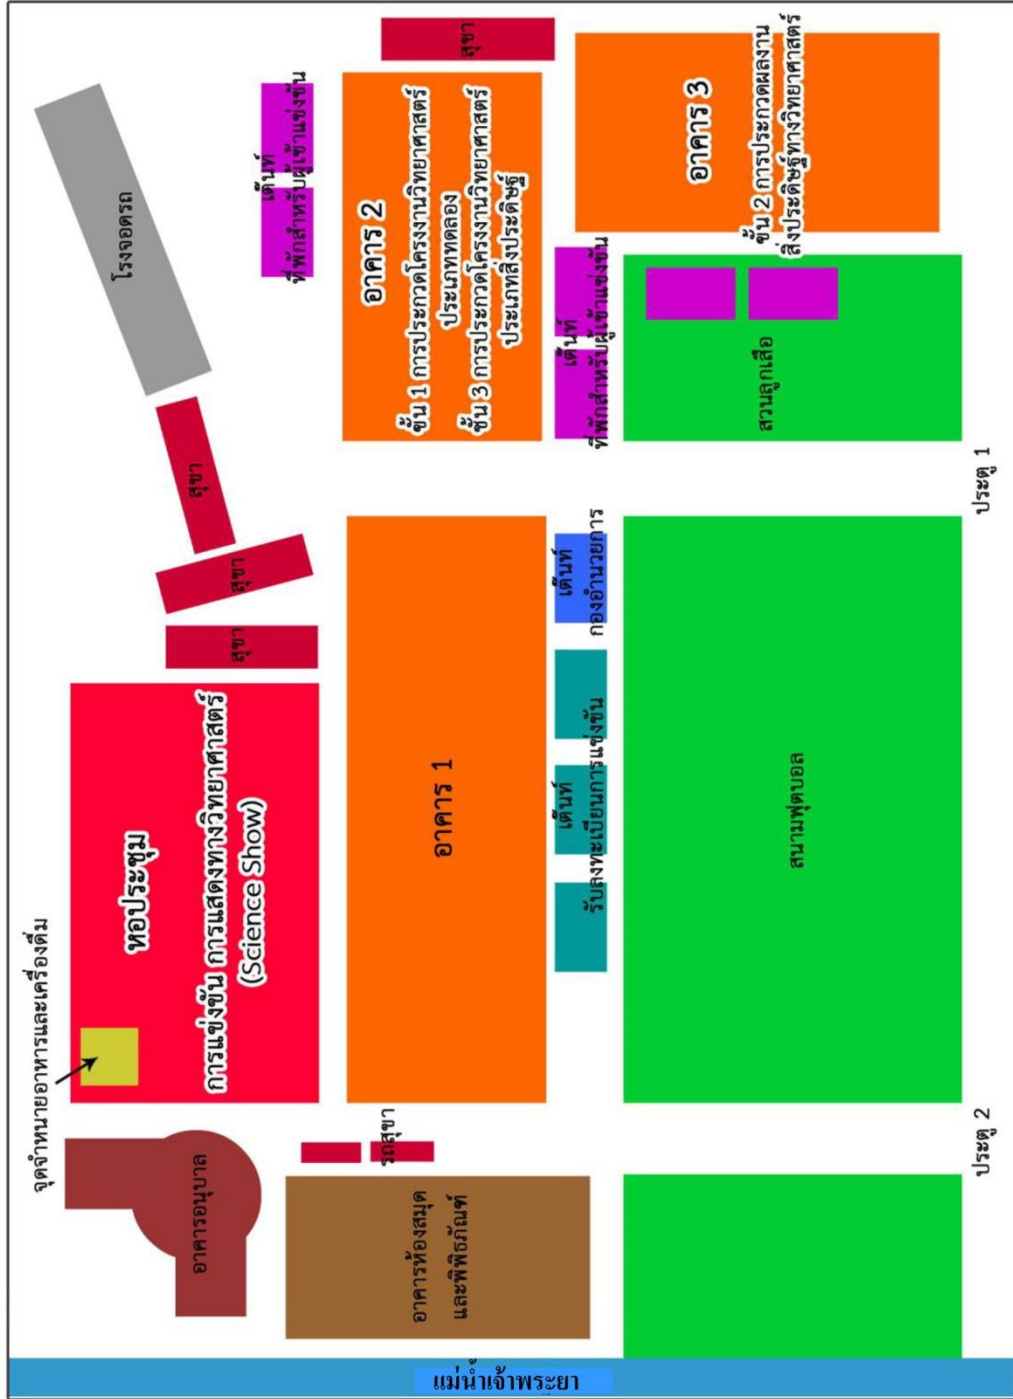 จุดจำหน่ายอาหารและเครื่องดื่ม
หอประชุม
การแข่งขัน การแสดงทางวิทยาศาสตร์
(Science Show)
อาคารอนุบาล
สุขา
สุขา
สุขา
โรงจอดรถ
รถสุขา
อาคารห้องสมุด
และพิพิธภัณฑ์
อาคาร 1
เต็นท์
ที่พักสำหรับผู้เข้าแข่งขัน
อาคาร 2
ชั้น 1 การประกวดโครงงานวิทยาศาสตร์
ประเภททดลอง
ชั้น 3 การประกวดโครงงานวิทยาศาสตร์
ประเภทสิ่งประดิษฐ์
สุขา
เต็นท์
รับลงทะเบียนการแข่งขัน
เต็นท์
กองอำนวยการ
เต็นท์
ที่พักสำหรับผู้เข้าแข่งขัน
อาคาร 3
ชั้น 2 การประกวดผลงาน
สิ่งประดิษฐ์ทางวิทยาศาสตร์
สนามฟุตบอล
สวนลูกเสือ
ประตู 2
ประตู 1
แม่น้ำเจ้าพระยา